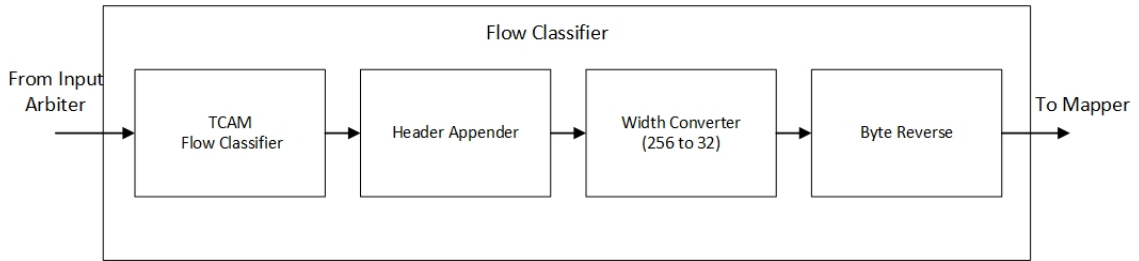 Flow Classifier
From Input
Arbiter
TCAM
Flow Classifier
Header Appender
Width Converter
(256 to 32)
Byte Reverse
To Mapper